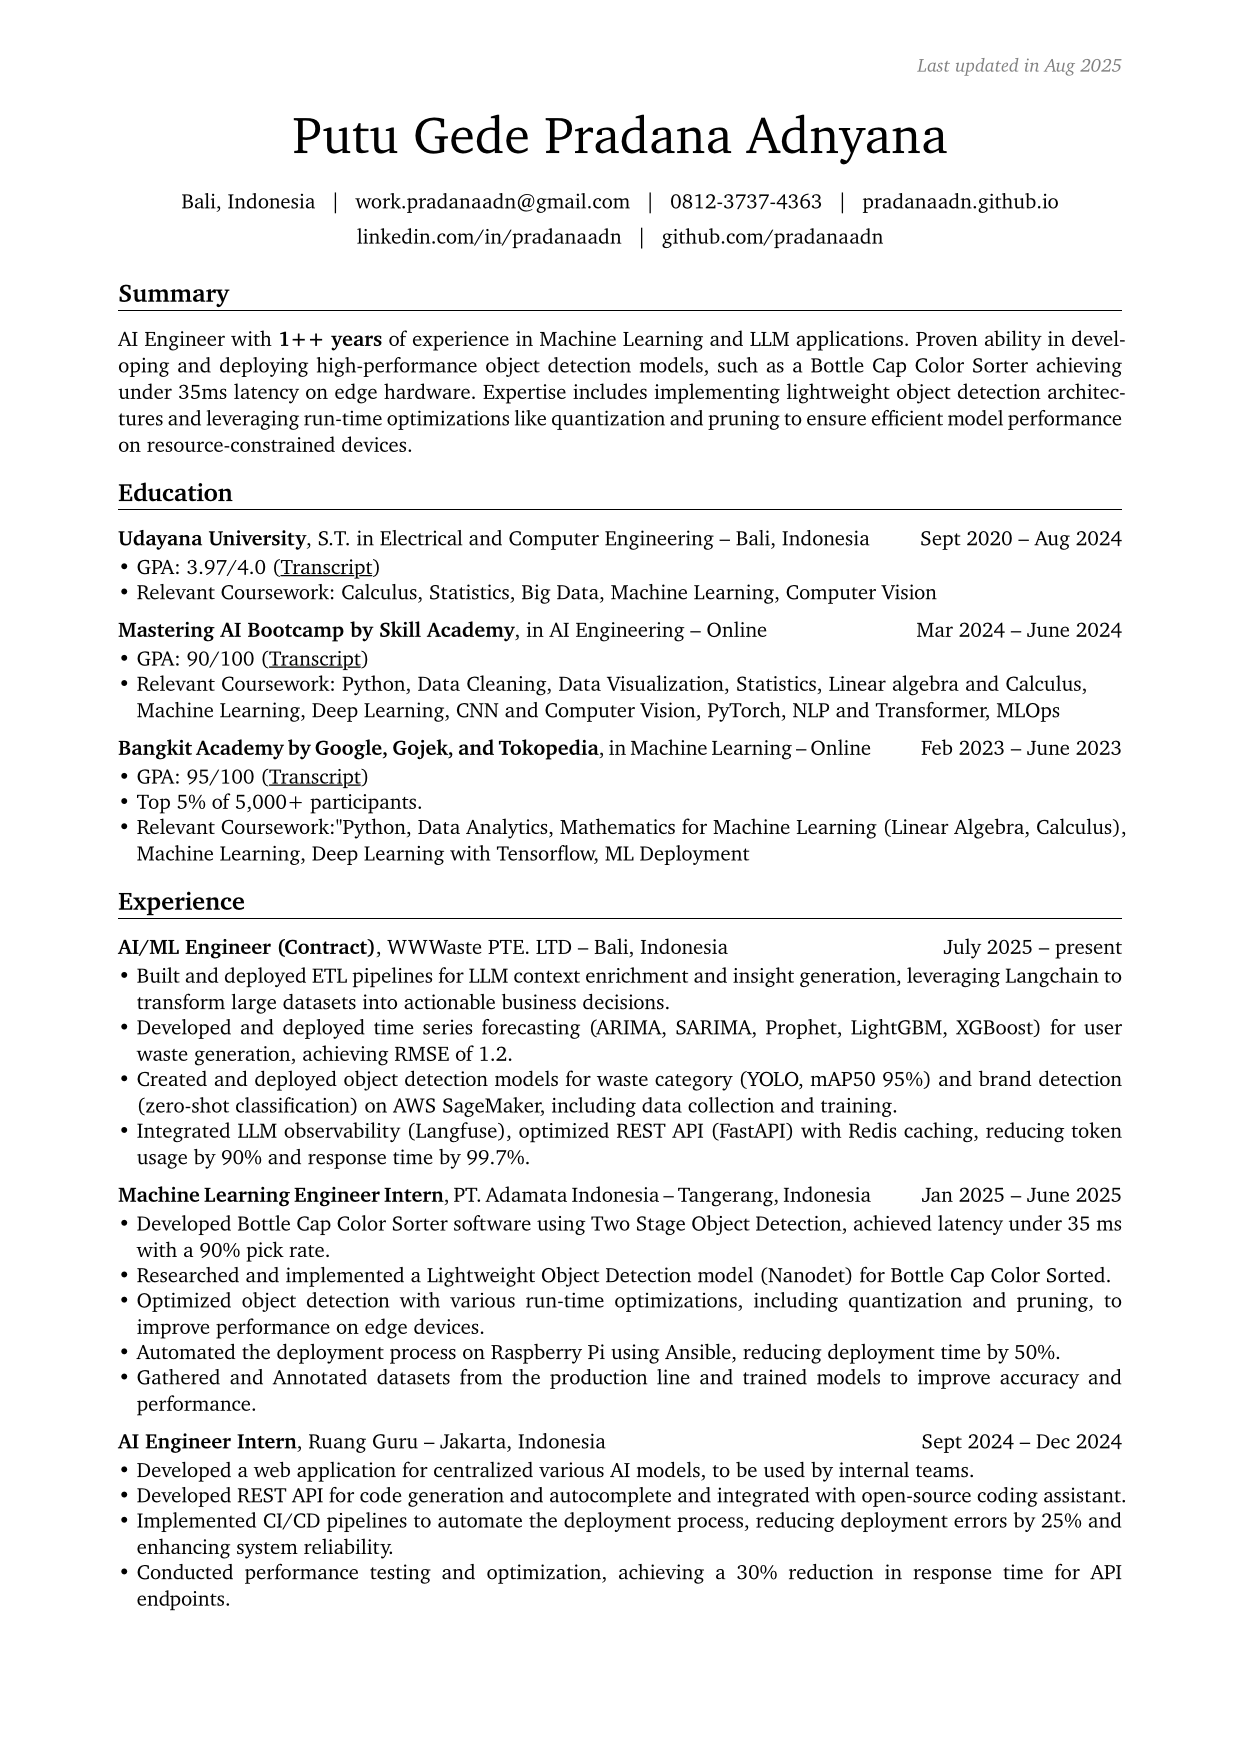 Last updated in Aug 2025
Putu Gede Pradana Adnyana
Bali, Indonesia | work.pradanaadn@gmail.com | 0812-3737-4363 | pradanaadn.github.io
linkedin.com/in/pradanaadn | github.com/pradanaadn
Summary
AI Engineer with 1++ years of experience in Machine Learning and LLM applications. Proven ability in devel-
oping and deploying high-performance object detection models, such as a Bottle Cap Color Sorter achieving
under 35ms latency on edge hardware. Expertise includes implementing lightweight object detection architec-
tures and leveraging run-time optimizations like quantization and pruning to ensure efficient model performance
on resource-constrained devices.
Education
Udayana University, S.T. in Electrical and Computer Engineering – Bali, Indonesia Sept 2020 – Aug 2024
• GPA: 3.97/4.0 (Transcript)
• Relevant Coursework: Calculus, Statistics, Big Data, Machine Learning, Computer Vision
Mastering AI Bootcamp by Skill Academy, in AI Engineering – Online Mar 2024 – June 2024
• GPA: 90/100 (Transcript)
• Relevant Coursework: Python, Data Cleaning, Data Visualization, Statistics, Linear algebra and Calculus,
Machine Learning, Deep Learning, CNN and Computer Vision, PyTorch, NLP and Transformer, MLOps
Bangkit Academy by Google, Gojek, and Tokopedia, in Machine Learning – Online Feb 2023 – June 2023
• GPA: 95/100 (Transcript)
• Top 5% of 5,000+ participants.
• Relevant Coursework:"Python, Data Analytics, Mathematics for Machine Learning (Linear Algebra, Calculus),
Machine Learning, Deep Learning with Tensorflow, ML Deployment
Experience
AI/ML Engineer (Contract), WWWaste PTE. LTD – Bali, Indonesia July 2025 – present
• Built and deployed ETL pipelines for LLM context enrichment and insight generation, leveraging Langchain to
transform large datasets into actionable business decisions.
• Developed and deployed time series forecasting (ARIMA, SARIMA, Prophet, LightGBM, XGBoost) for user
waste generation, achieving RMSE of 1.2.
• Created and deployed object detection models for waste category (YOLO, mAP50 95%) and brand detection
(zero-shot classification) on AWS SageMaker, including data collection and training.
• Integrated LLM observability (Langfuse), optimized REST API (FastAPI) with Redis caching, reducing token
usage by 90% and response time by 99.7%.
Machine Learning Engineer Intern, PT. Adamata Indonesia – Tangerang, Indonesia Jan 2025 – June 2025
• Developed Bottle Cap Color Sorter software using Two Stage Object Detection, achieved latency under 35 ms
with a 90% pick rate.
• Researched and implemented a Lightweight Object Detection model (Nanodet) for Bottle Cap Color Sorted.
• Optimized object detection with various run-time optimizations, including quantization and pruning, to
improve performance on edge devices.
• Automated the deployment process on Raspberry Pi using Ansible, reducing deployment time by 50%.
• Gathered and Annotated datasets from the production line and trained models to improve accuracy and
performance.
AI Engineer Intern, Ruang Guru – Jakarta, Indonesia Sept 2024 – Dec 2024
• Developed a web application for centralized various AI models, to be used by internal teams.
• Developed REST API for code generation and autocomplete and integrated with open-source coding assistant.
• Implemented CI/CD pipelines to automate the deployment process, reducing deployment errors by 25% and
enhancing system reliability.
• Conducted performance testing and optimization, achieving a 30% reduction in response time for API
endpoints.